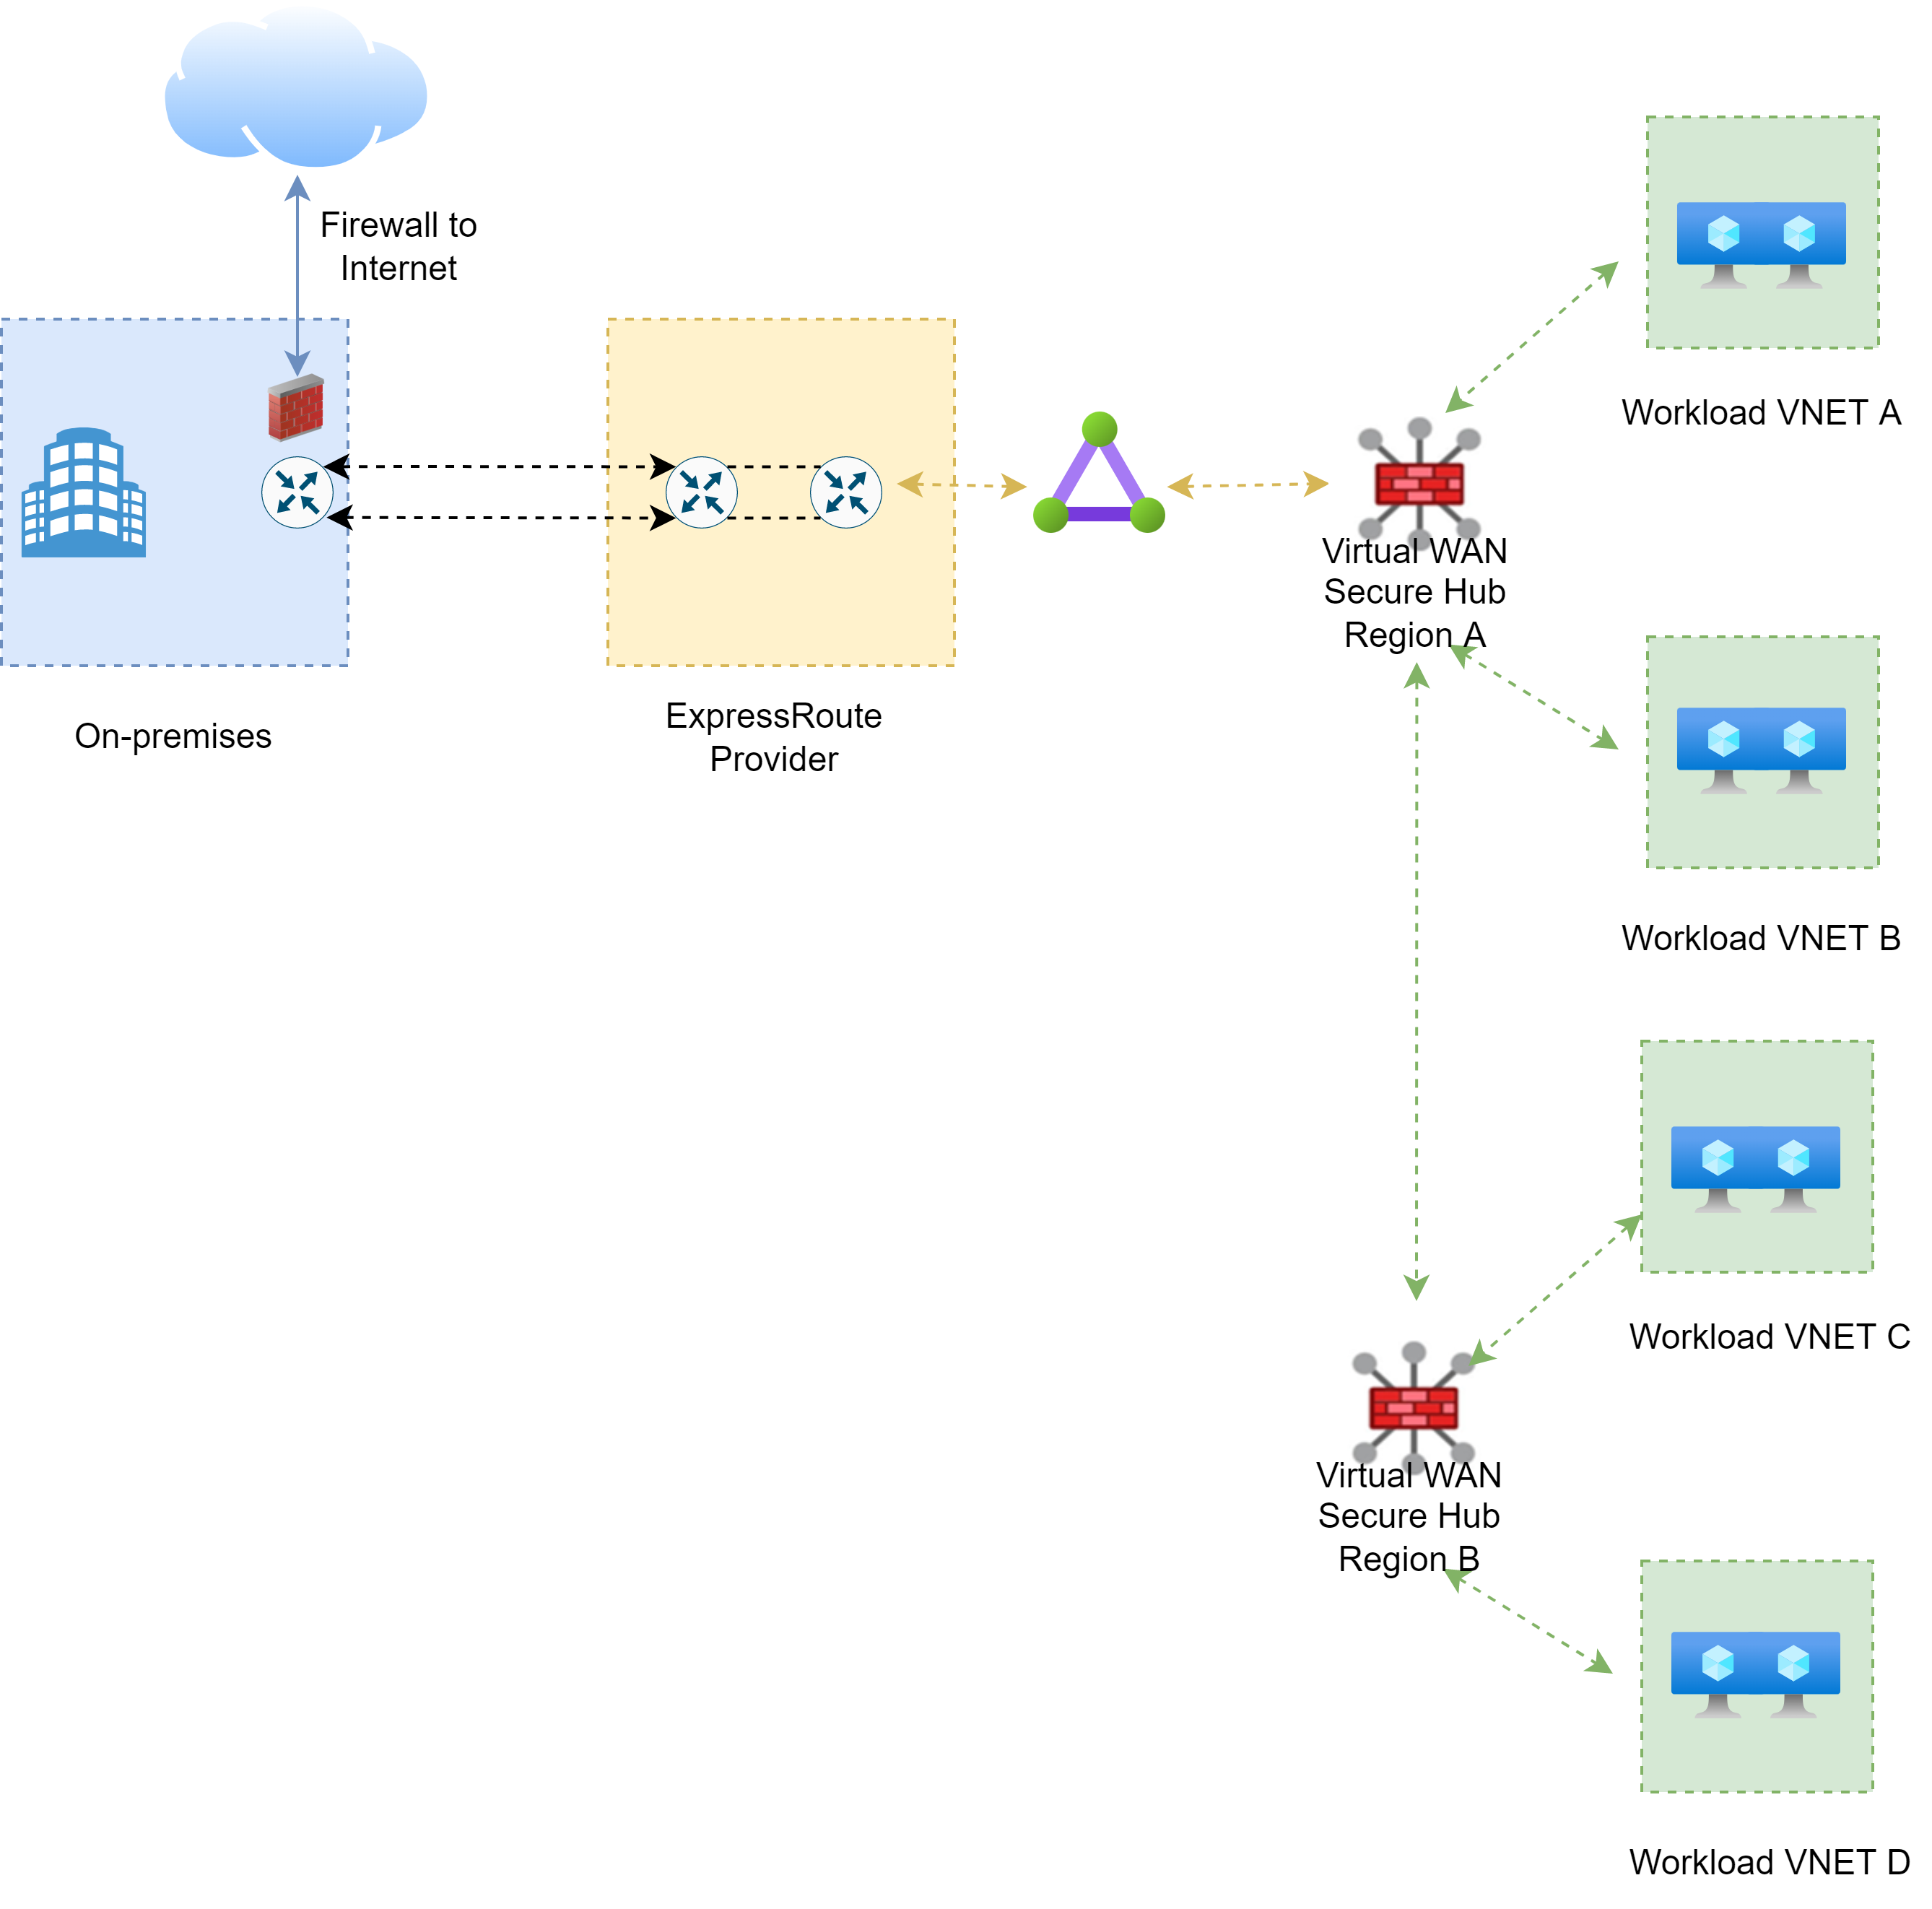 Firewall to
Internet
On-premises
ExpressRoute
Provider
Virtual WAN
Secure Hub
Region A
Workload VNET A
Workload VNET B
Workload VNET C
Virtual WAN
Secure Hub
Region B
Workload VNET D